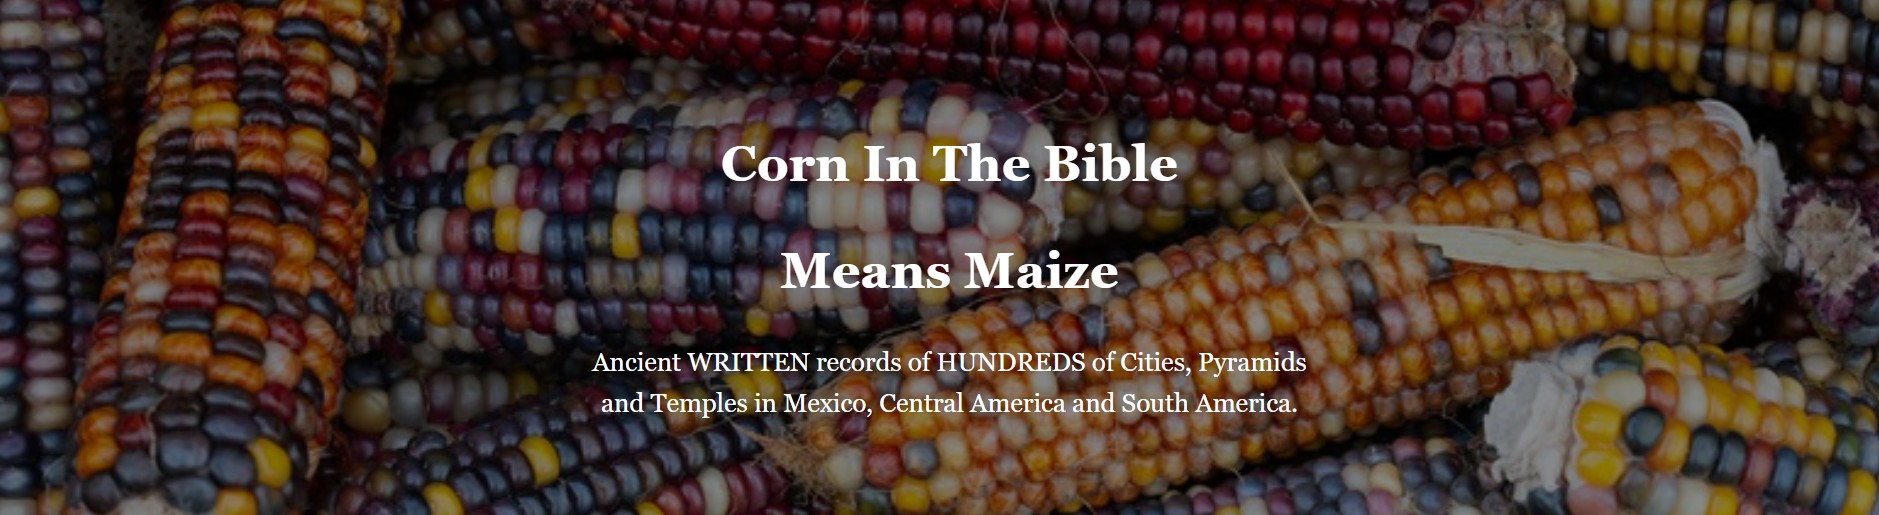 Corn In The Bible
Means Maize
Ancient WRITTEN records of HUNDREDS of Cities, Pyramids
and Temples in Mexico, Central America and South America.